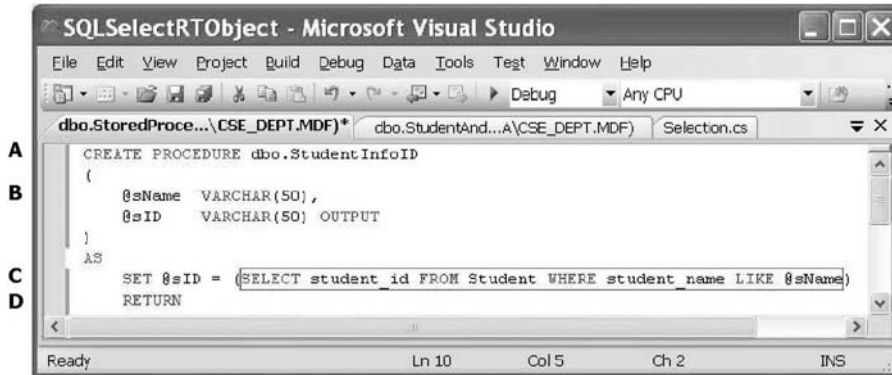 SQLSelectRTObject - Microsoft Visual Studio
File Edit View Project Build Debug Data Tools Test Window Help
Debug Any CPU
dbo.StoredProce...\CSE_DEPT.MDF)* dbo.StudentAnd...A\CSE_DEPT.MDF) Selection.cs
A CREATE PROCEDURE dbo.StudentInfoID
(
B @sName VARCHAR(50),
@sID VARCHAR(50) OUTPUT
)
AS
C SET @sID = (SELECT student_id FROM Student WHERE student_name LIKE @sName)
D RETURN
Ready Ln 10 Col 5 Ch 2 INS